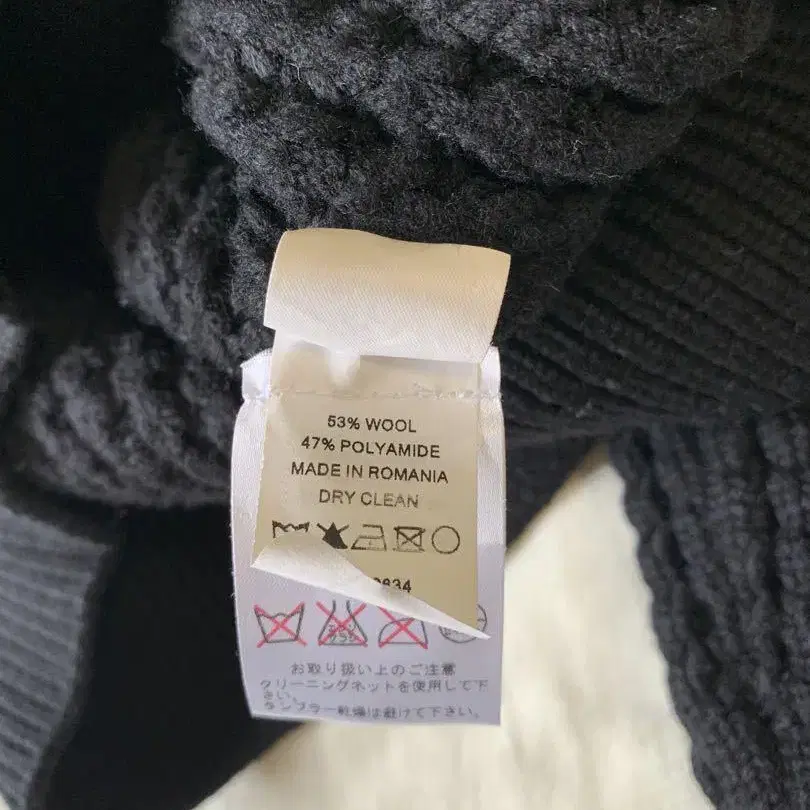 53% WOOL
47% POLYAMIDE
MADE IN ROMANIA
DRY CLEAN
834
お取り扱い上のご注意
クリーニングネットを使用して下
さい。
タンブラー乾燥は避けて下さい。